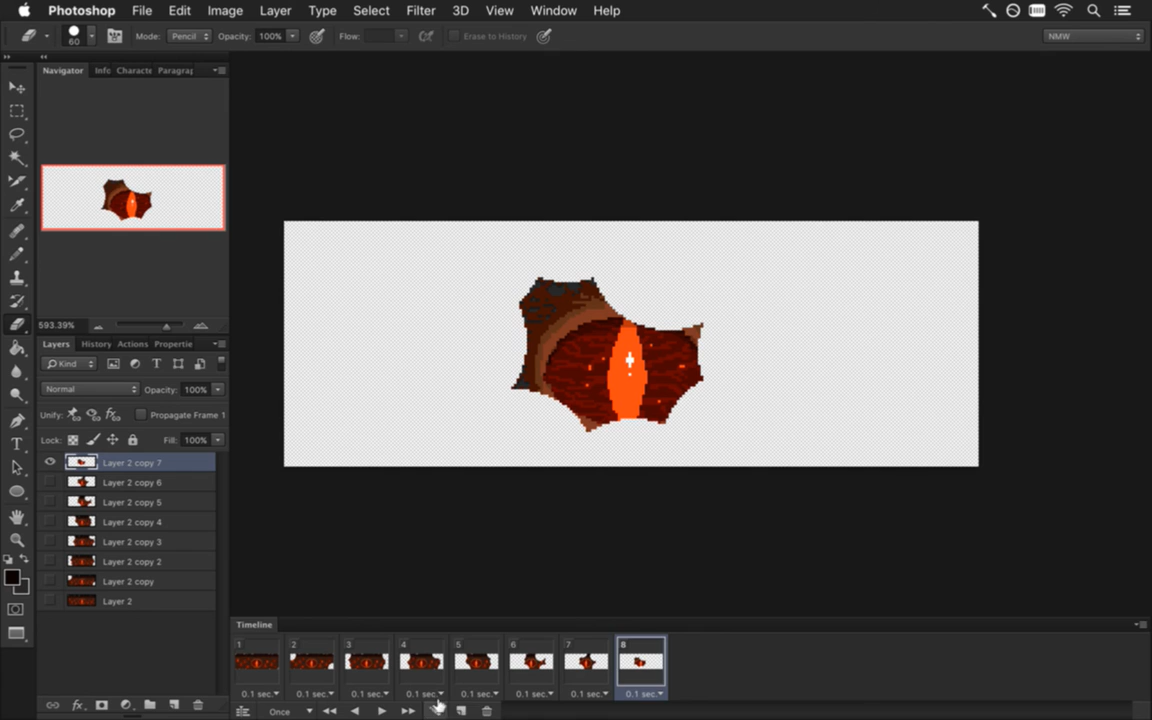 Photoshop File Edit Image Layer Type Select Filter 3D View Window Help
60 Mode: Pencil Opacity: 100% Flow: Erase to History NMW
Navigator Info Characte Paragrap
593.39%
Layers History Actions Propertie
Kind
Normal Opacity: 100%
Unify: Propagate Frame 1
Lock: Fill: 100%
Layer 2 copy 7
Layer 2 copy 6
Layer 2 copy 5
Layer 2 copy 4
Layer 2 copy 3
Layer 2 copy 2
Layer 2 copy
Layer 2
Timeline
1 2 3 4 5 6 7 8
0.1 sec. 0.1 sec. 0.1 sec. 0.1 sec. 0.1 sec. 0.1 sec. 0.1 sec. 0.1 sec.
Once